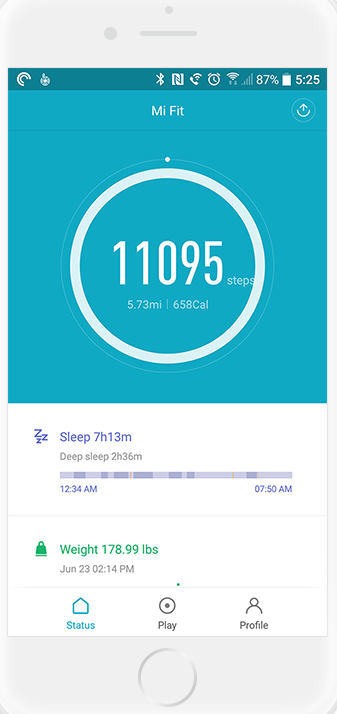 87% 5:25
Mi Fit
11095 steps
5.73mi | 658Cal
Sleep 7h13m
Deep sleep 2h36m
12:34 AM 07:50 AM
Weight 178.99 lbs
Jun 23 02:14 PM
Status Play Profile